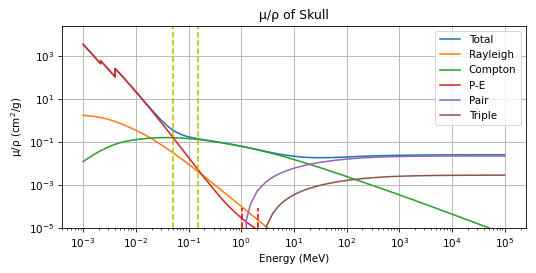 μ/ρ of Skull
μ/ρ (cm²/g)
10³
10¹
10⁻¹
10⁻³
10⁻⁵
Total
Rayleigh
Compton
P-E
Pair
Triple
10⁻³ 10⁻² 10⁻¹ 10⁰ 10¹ 10² 10³ 10⁴ 10⁵
Energy (MeV)